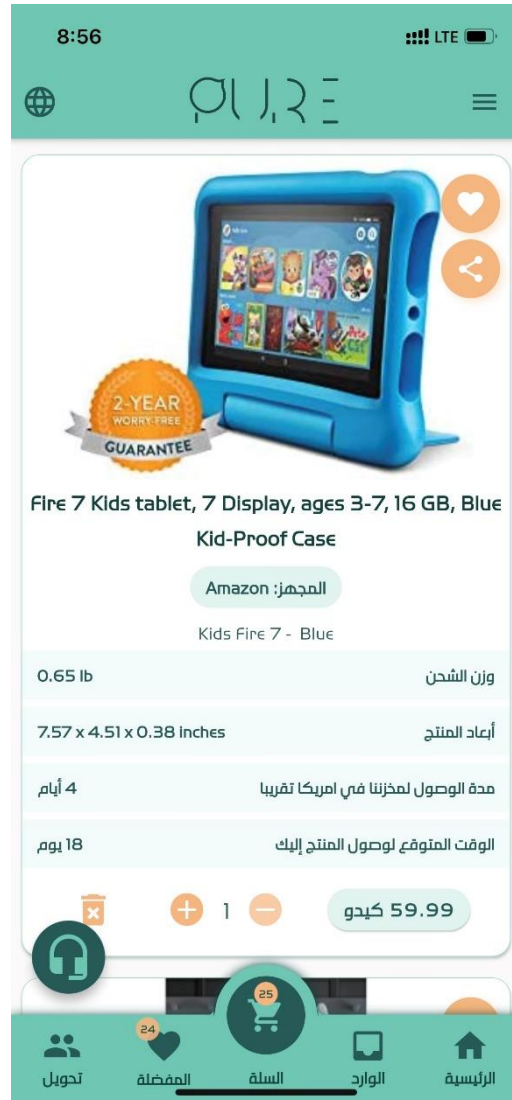 8:56
LTE
PURE
2-YEAR
WORRY-FREE
GUARANTEE
Fire 7 Kids tablet, 7 Display, ages 3-7, 16 GB, Blue
Kid-Proof Case
المجهز: Amazon
Kids Fire 7 - Blue
وزن الشحن 0.65 lb
أبعاد المنتج 7.57 x 4.51 x 0.38 inches
مدة الوصول لمخزننا في امريكا تقريبا 4 أيام
الوقت المتوقع لوصول المنتج إليك 18 يوم
59.99 كيدو
1
25
24
الرئيسية
الوارد
السلة
المفضلة
تحويل